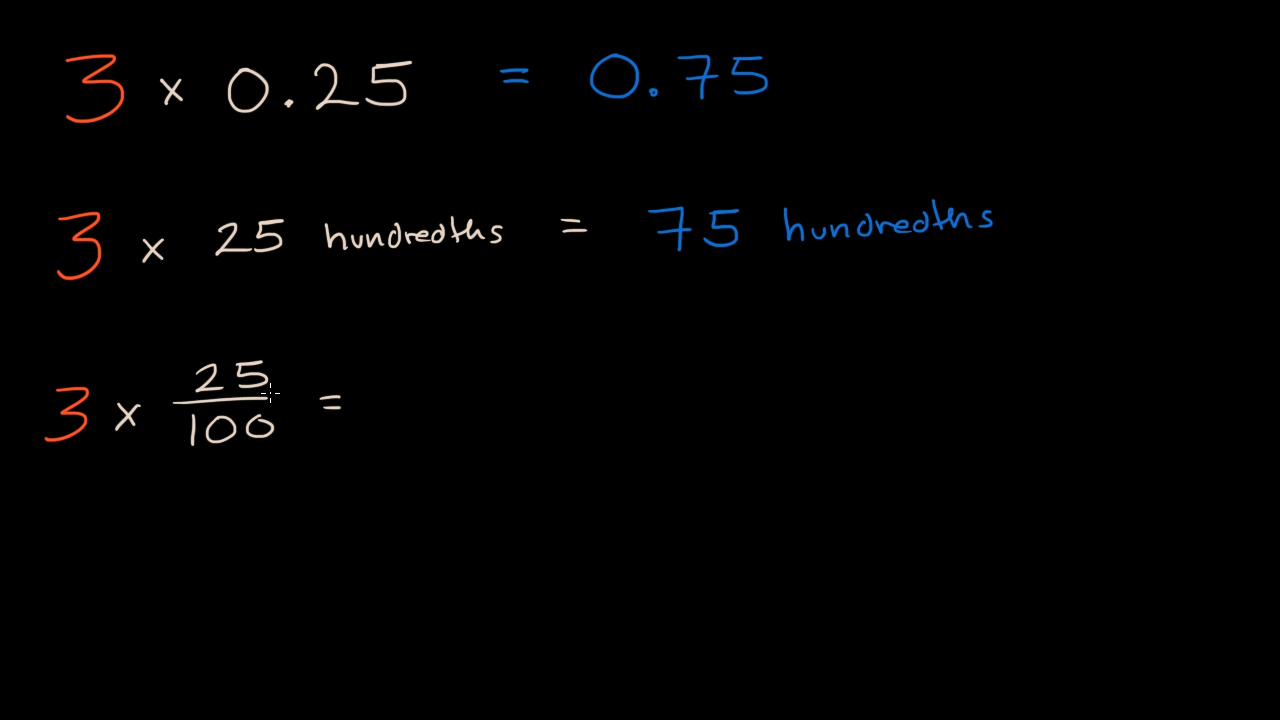 3 × 0.25 = 0.75
3 × 25 hundredths = 75 hundredths
3 × 25/100 =